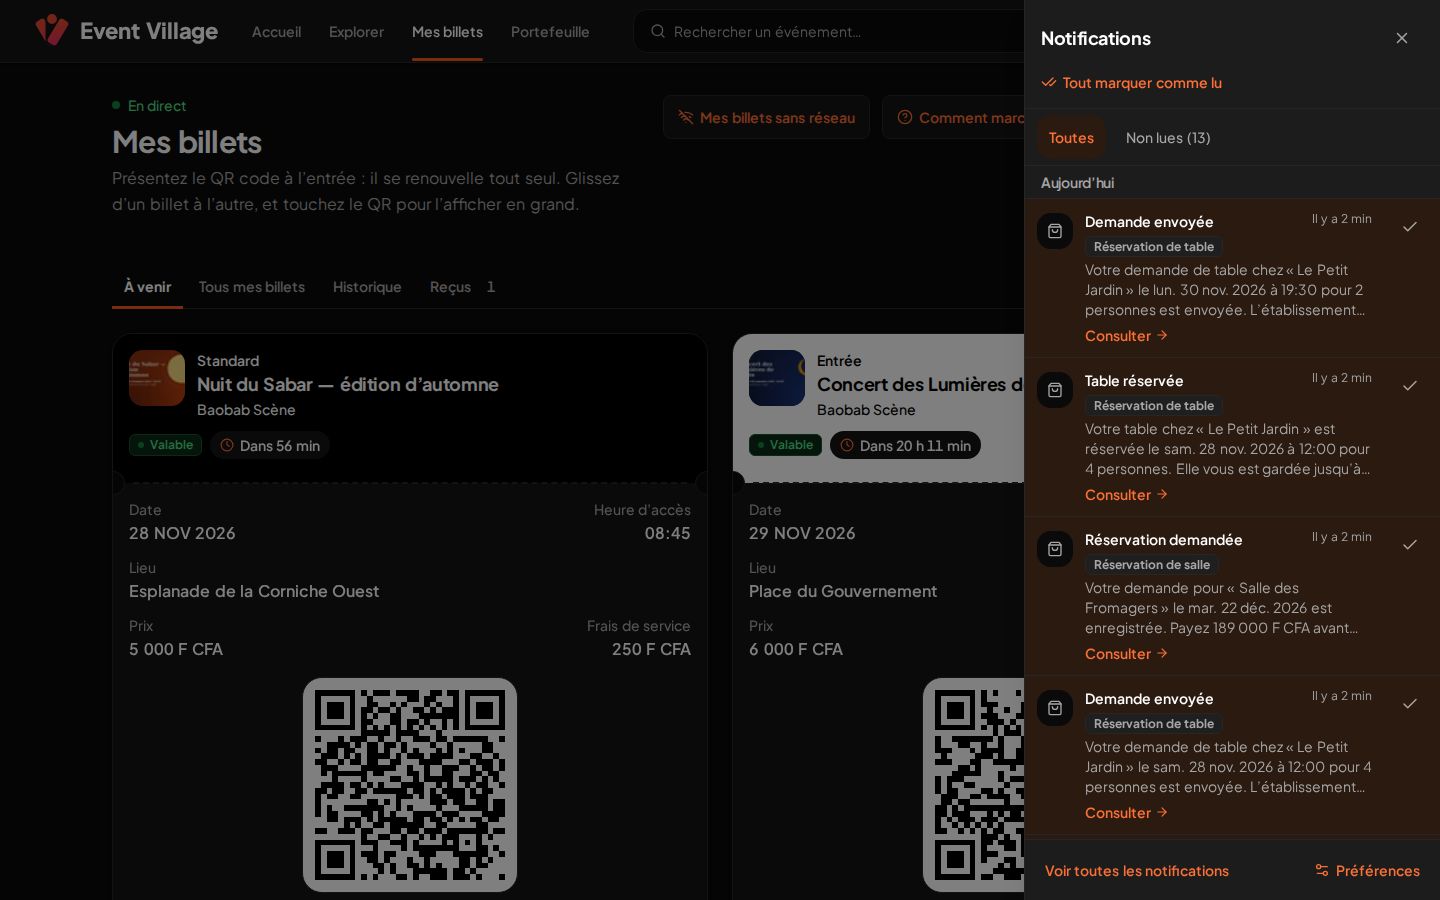 Event Village
Accueil
Explorer
Mes billets
Portefeuille
Rechercher un événement...
En direct
Mes billets
Présentez le QR code à l'entrée : il se renouvelle tout seul. Glissez
d'un billet à l'autre, et touchez le QR pour l'afficher en grand.
Mes billets sans réseau
Comment marc
À venir
Tous mes billets
Historique
Reçus 1
Standard
Nuit du Sabar — édition d'automne
Baobab Scène
Valable
Dans 56 min
Date
Heure d'accès
28 NOV 2026
08:45
Lieu
Esplanade de la Corniche Ouest
Prix
Frais de service
5 000 F CFA
250 F CFA
Entrée
Concert des Lumières d
Baobab Scène
Valable
Dans 20 h 11 min
Date
29 NOV 2026
Lieu
Place du Gouvernement
Prix
6 000 F CFA
Notifications
Tout marquer comme lu
Toutes
Non lues (13)
Aujourd'hui
Demande envoyée
Il y a 2 min
Réservation de table
Votre demande de table chez « Le Petit
Jardin » le lun. 30 nov. 2026 à 19:30 pour 2
personnes est envoyée. L'établissement...
Consulter →
Table réservée
Il y a 2 min
Réservation de table
Votre table chez « Le Petit Jardin » est
réservée le sam. 28 nov. 2026 à 12:00 pour
4 personnes. Elle vous est gardée jusqu'à...
Consulter →
Réservation demandée
Il y a 2 min
Réservation de salle
Votre demande pour « Salle des
Fromagers » le mar. 22 déc. 2026 est
enregistrée. Payez 189 000 F CFA avant...
Consulter →
Demande envoyée
Il y a 2 min
Réservation de table
Votre demande de table chez « Le Petit
Jardin » le sam. 28 nov. 2026 à 12:00 pour 4
personnes est envoyée. L'établissement...
Consulter →
Voir toutes les notifications
Préférences